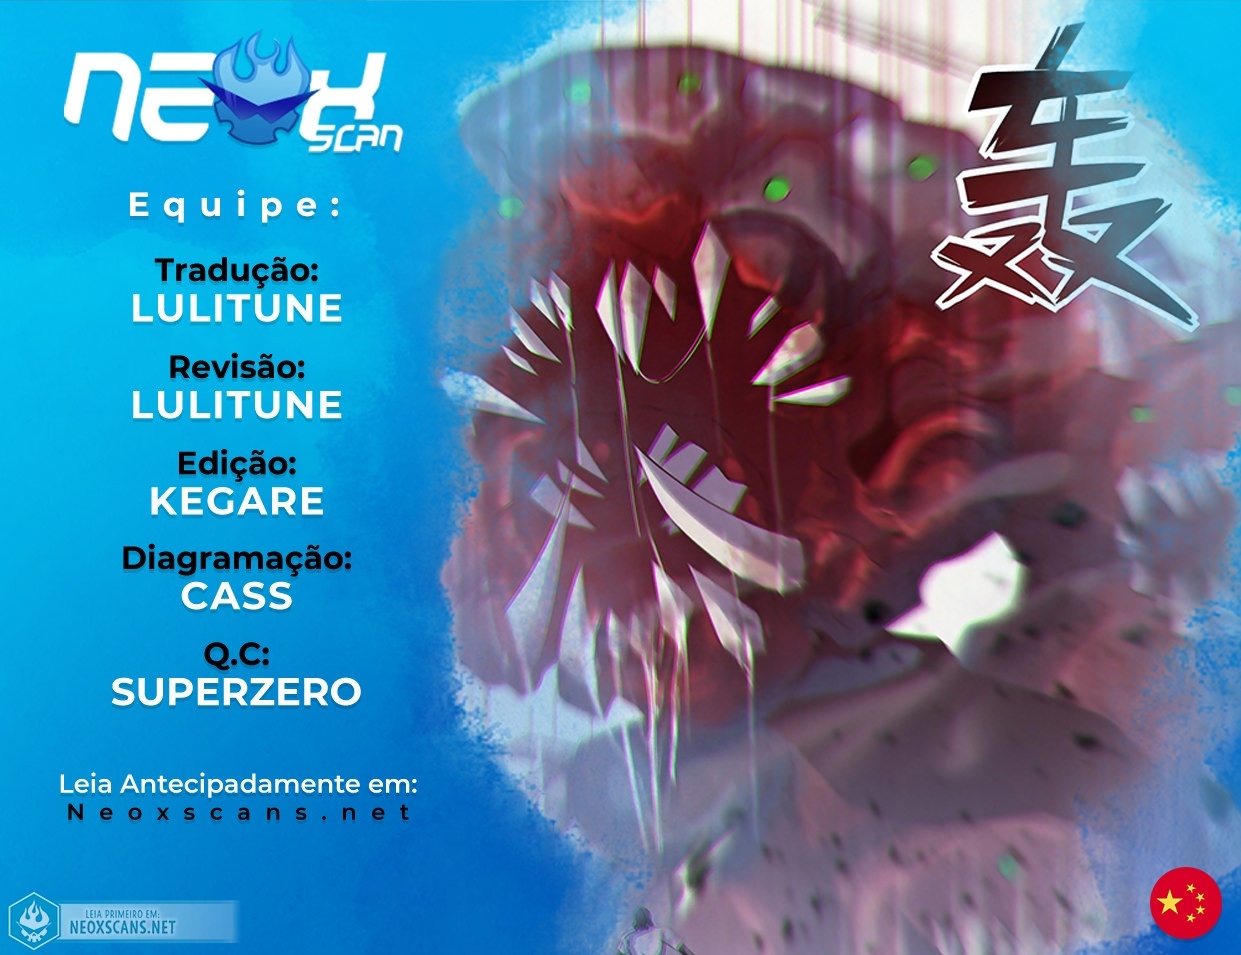 NEOX
SCAN
Equipe:
Tradução:
LULITUNE
Revisão:
LULITUNE
Edição:
KEGARE
Diagramação:
CASS
Q.C:
SUPERZERO
Leia Antecipadamente em:
Neoxscans.net
LEIA PRIMEIRO EM:
NEOXSCANS.NET
轰